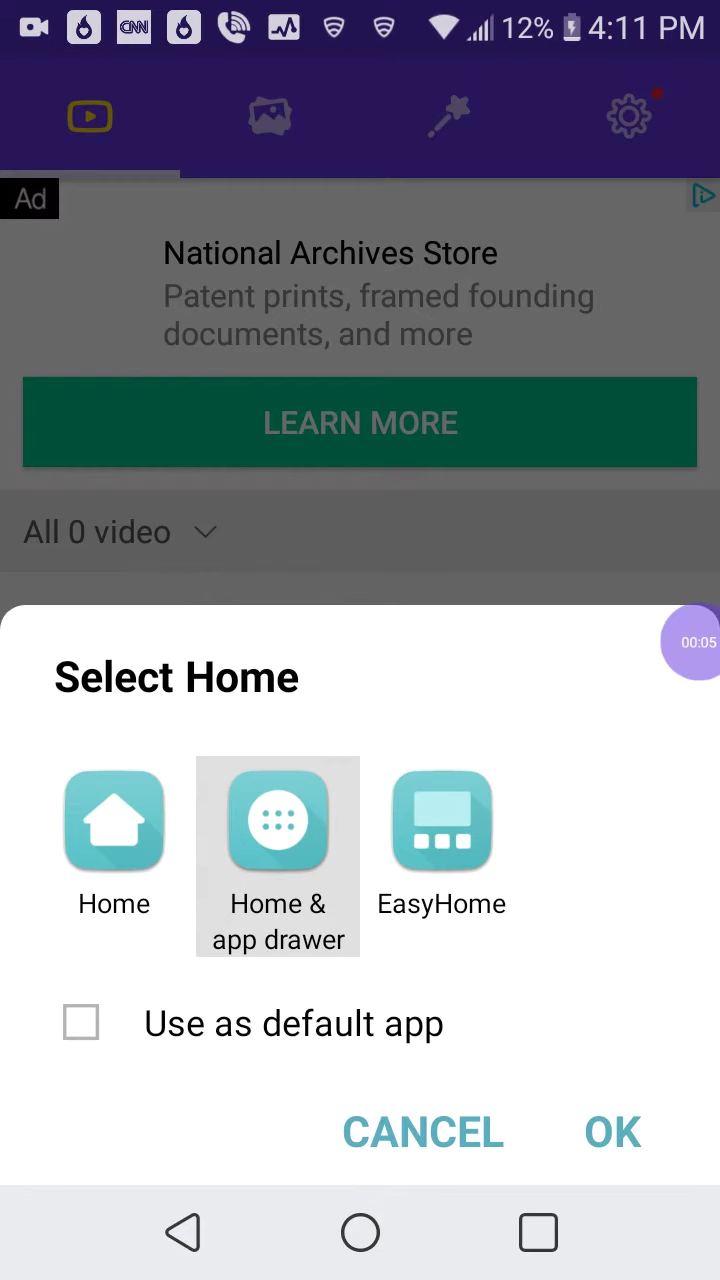 CNN 12% 4:11 PM
Ad
National Archives Store
Patent prints, framed founding
documents, and more
LEARN MORE
All 0 video
00:05
Select Home
Home
Home &
app drawer
EasyHome
Use as default app
CANCEL OK